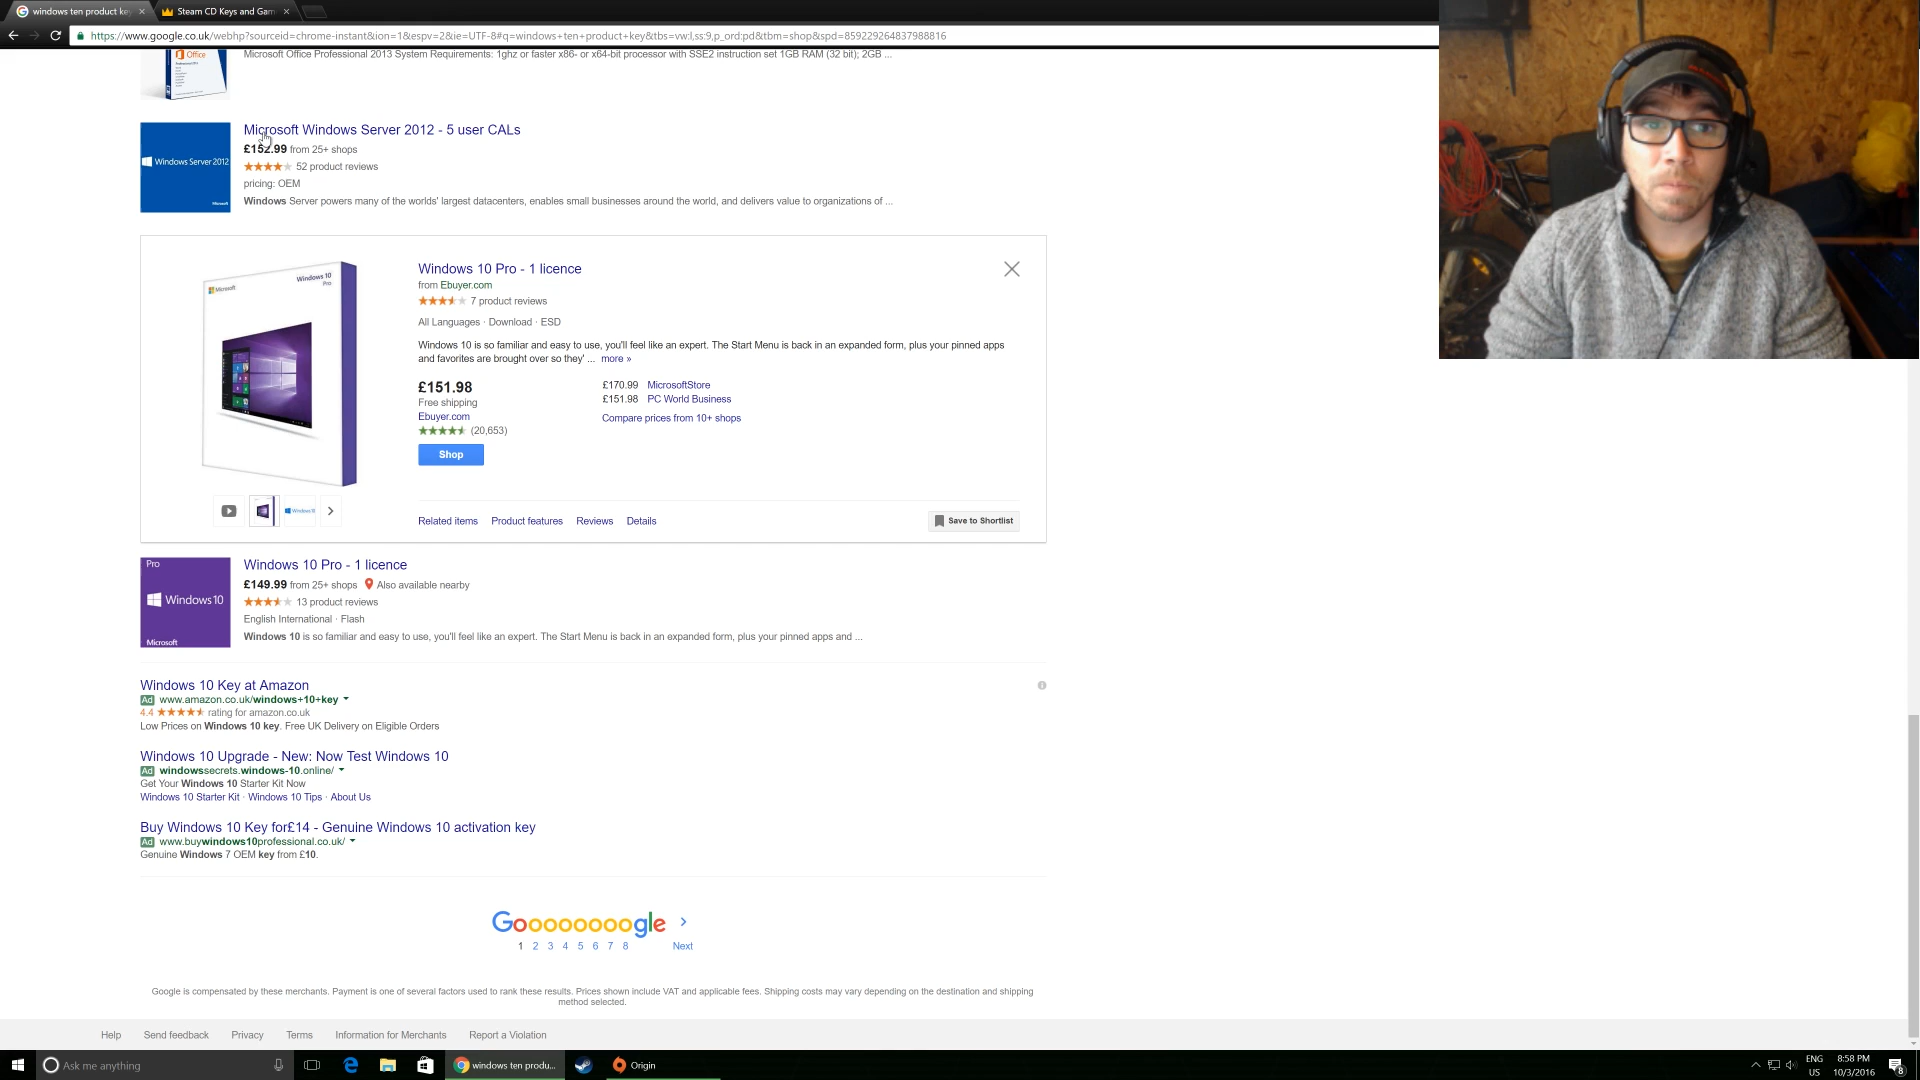 windows ten product key
Steam CD Keys and Gam
https://www.google.co.uk/webhp?sourceid=chrome-instant&ion=1&espv=2&ie=UTF-8#q=windows+ten+product+key&tbs=vw:l,ss:9,p_ord:pd&tbm=shop&spd=859229264837988816
Office
Microsoft Office Professional 2013 System Requirements: 1ghz or faster x86- or x64-bit processor with SSE2 instruction set 1GB RAM (32 bit); 2GB ...
Windows Server 2012
Microsoft
Microsoft Windows Server 2012 - 5 user CALs
£152.99 from 25+ shops
52 product reviews
pricing: OEM
Windows Server powers many of the worlds' largest datacenters, enables small businesses around the world, and delivers value to organizations of ...
Microsoft
Windows 10
Pro
Windows 10 Pro - 1 licence
from Ebuyer.com
7 product reviews
All Languages · Download · ESD
Windows 10 is so familiar and easy to use, you'll feel like an expert. The Start Menu is back in an expanded form, plus your pinned apps
and favorites are brought over so they' ... more »
£151.98
Free shipping
Ebuyer.com
(20,653)
Shop
£170.99 MicrosoftStore
£151.98 PC World Business
Compare prices from 10+ shops
Windows 10
Related items Product features Reviews Details
Save to Shortlist
Pro
Windows 10
Microsoft
Windows 10 Pro - 1 licence
£149.99 from 25+ shops Also available nearby
13 product reviews
English International · Flash
Windows 10 is so familiar and easy to use, you'll feel like an expert. The Start Menu is back in an expanded form, plus your pinned apps and ...
Windows 10 Key at Amazon
Ad www.amazon.co.uk/windows+10+key
4.4 rating for amazon.co.uk
Low Prices on Windows 10 key. Free UK Delivery on Eligible Orders
Windows 10 Upgrade - New: Now Test Windows 10
Ad windowssecrets.windows-10.online/
Get Your Windows 10 Starter Kit Now
Windows 10 Starter Kit · Windows 10 Tips · About Us
Buy Windows 10 Key for£14 - Genuine Windows 10 activation key
Ad www.buywindows10professional.co.uk/
Genuine Windows 7 OEM key from £10.
Goooooooogle
1 2 3 4 5 6 7 8 Next
Google is compensated by these merchants. Payment is one of several factors used to rank these results. Prices shown include VAT and applicable fees. Shipping costs may vary depending on the destination and shipping
method selected.
Help Send feedback Privacy Terms Information for Merchants Report a Violation
Ask me anything
windows ten produ...
Origin
ENG
US
8:58 PM
10/3/2016
8